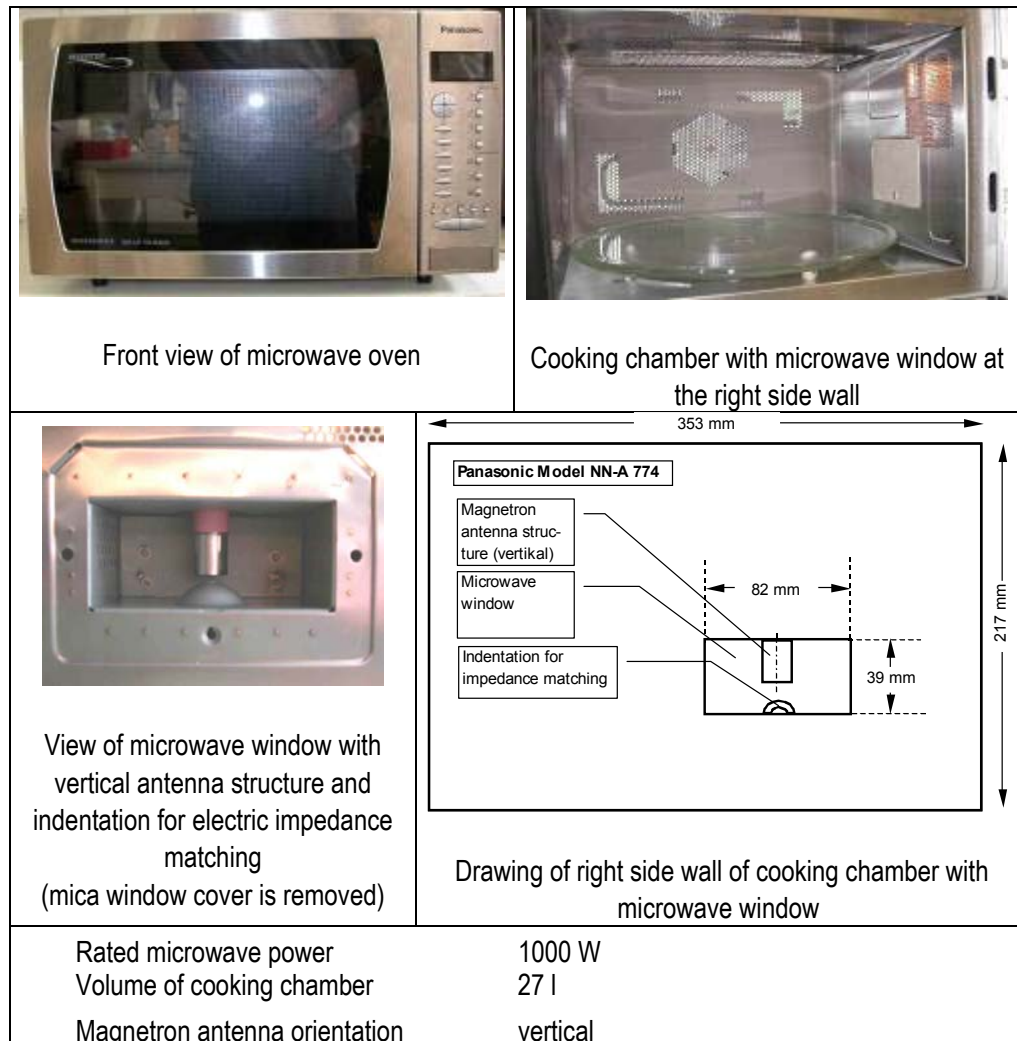 Panasonic
Front view of microwave oven
Cooking chamber with microwave window at
the right side wall
View of microwave window with
vertical antenna structure and
indentation for electric impedance
matching
(mica window cover is removed)
353 mm
Panasonic Model NN-A 774
Magnetron
antenna struc-
ture (vertikal)
Microwave
window
Indentation for
impedance matching
82 mm
39 mm
217 mm
Drawing of right side wall of cooking chamber with
microwave window
Rated microwave power 1000 W
Volume of cooking chamber 27 l
Magnetron antenna orientation vertical